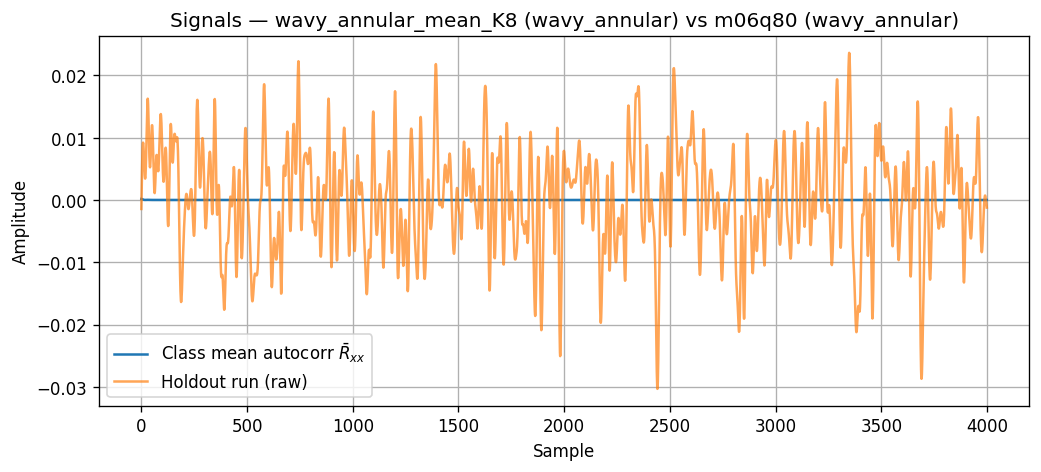 Signals — wavy_annular_mean_K8 (wavy_annular) vs m06q80 (wavy_annular)
Amplitude
0.02
0.01
0.00
−0.01
−0.02
−0.03
Class mean autocorr R̄xx
Holdout run (raw)
0 500 1000 1500 2000 2500 3000 3500 4000
Sample